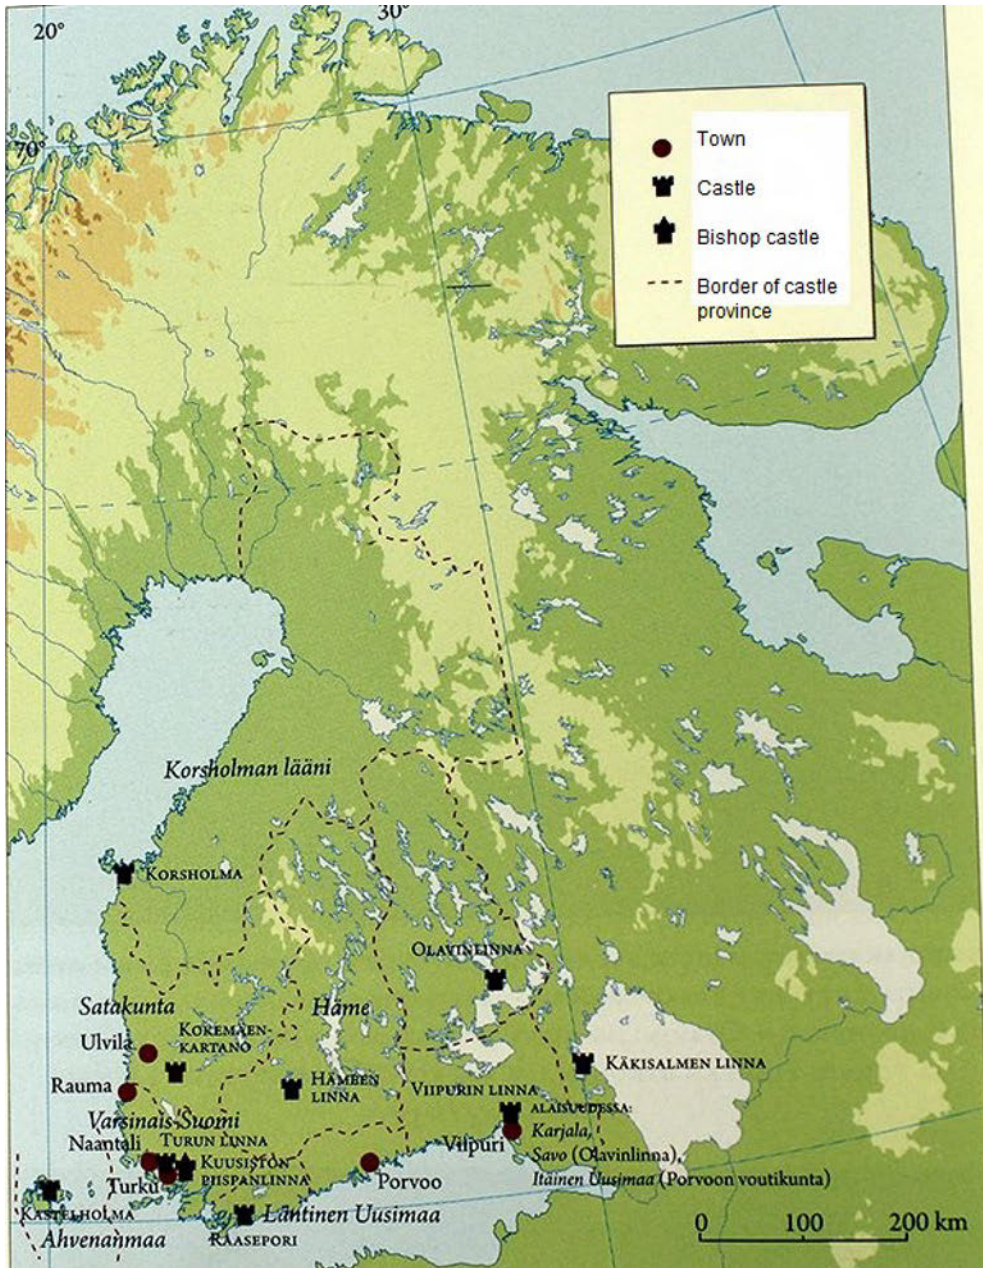 20°
30°
70°
Town
Castle
Bishop castle
Border of castle
province
Korsholman lääni
KORSHOLMA
OLAVINLINNA
Satakunta
Häme
Ulvila
KOKEMÄEN-
KARTANO
Rauma
HÄMEEN
LINNA
VIIPURIN LINNA
KÄKISALMEN LINNA
ALAISUUDESSA:
Varsinais-Suomi
Karjala,
Naantali
TURUN LINNA
Viipuri
Savo (Olavinlinna),
KUUSISTON
PIISPANLINNA
Turku
Porvoo
Itäinen Uusimaa (Porvoon voutikunta)
KASTELHOLMA
Läntinen Uusimaa
Ahvenanmaa
RAASEPORI
0 100 200 km